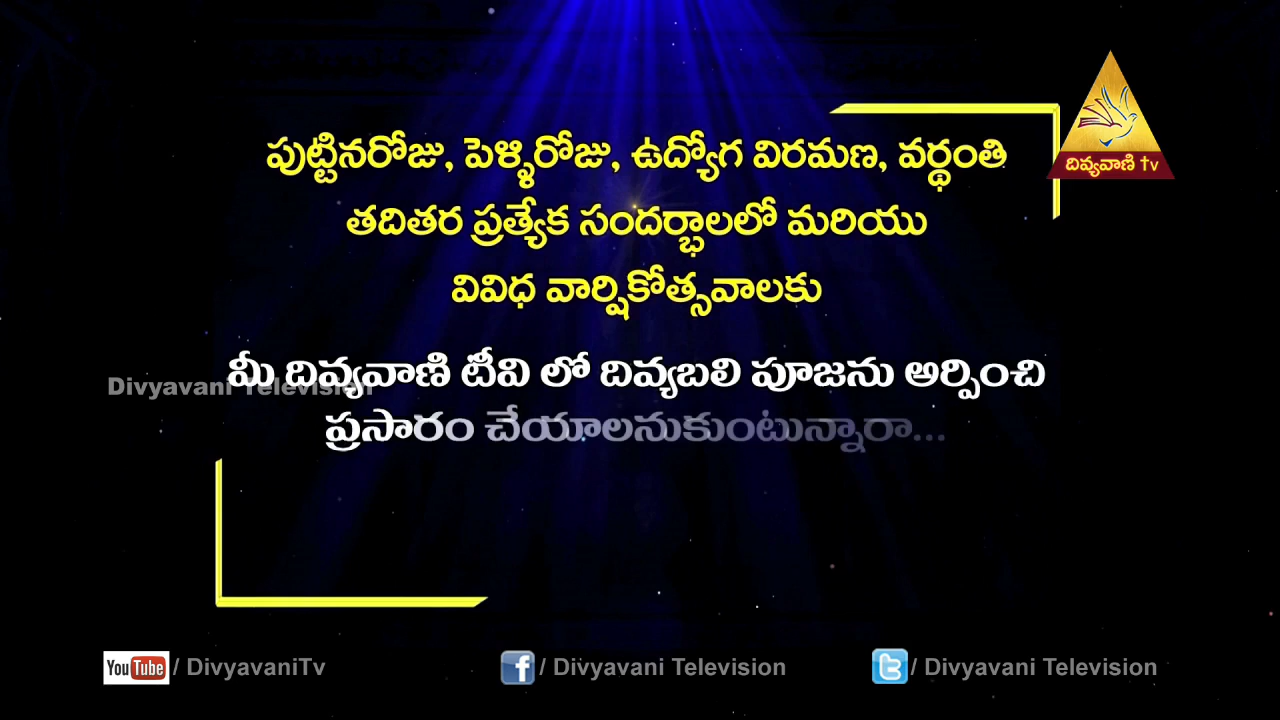 పుట్టినరోజు, పెళ్ళిరోజు, ఉద్యోగ విరమణ, వర్థంతి
తదితర ప్రత్యేక సందర్భాలలో మరియు
వివిధ వార్షికోత్సవాలకు
మీ దివ్యవాణి టీవి లో దివ్యబలి పూజను అర్పించి
ప్రసారం చేయాలనుకుంటున్నారా...
దివ్యవాణి tv
Divyavani Television
YouTube / DivyavaniTv
f / Divyavani Television
t / Divyavani Television